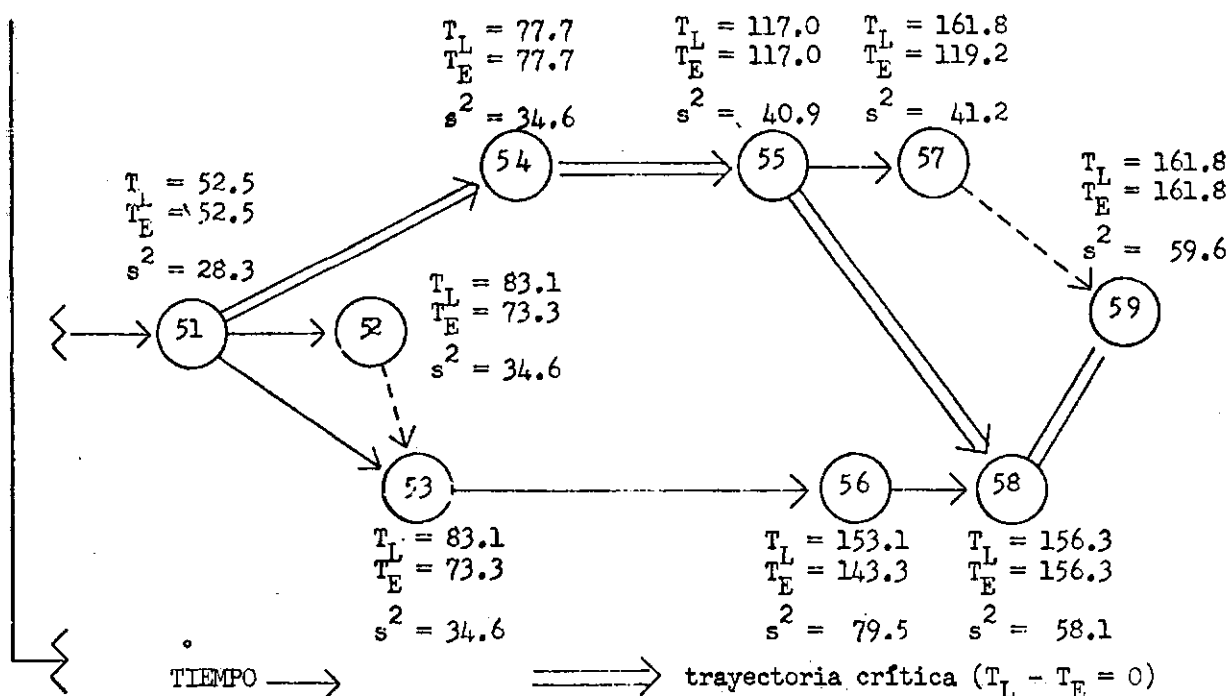 T_L = 77.7
T_E = 77.7
s² = 34.6
T_L = 117.0
T_E = 117.0
s² = 40.9
T_L = 161.8
T_E = 119.2
s² = 41.2
54
55
57
T_L = 161.8
T_E = 161.8
s² = 59.6
59
T_L = 52.5
T_E = 52.5
s² = 28.3
51
52
T_L = 83.1
T_E = 73.3
s² = 34.6
53
56
58
T_L = 83.1
T_E = 73.3
s² = 34.6
T_L = 153.1
T_E = 143.3
s² = 79.5
T_L = 156.3
T_E = 156.3
s² = 58.1
TIEMPO
trayectoria crítica (T_L - T_E = 0)